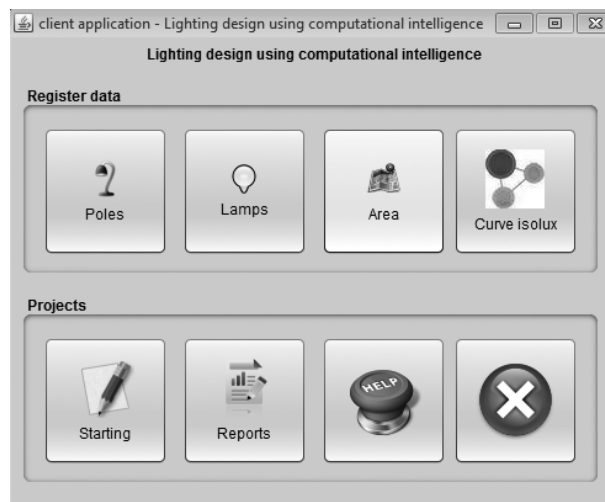 client application - Lighting design using computational intelligence
Lighting design using computational intelligence
Register data
Poles
Lamps
Area
Curve isolux
Projects
Starting
Reports
HELP